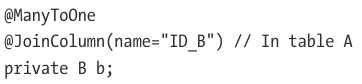 @ManyToOne
@JoinColumn(name="ID_B") // In table A
private B b;